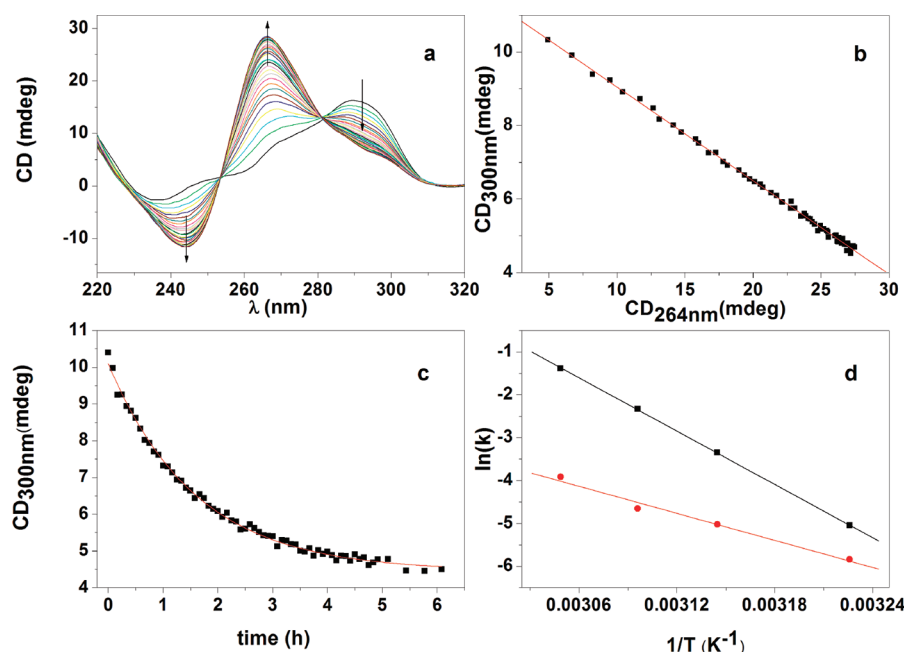 30
20
10
0
-10
CD (mdeg)
a
220 240 260 280 300 320
λ (nm)
10
8
6
4
CD300nm(mdeg)
b
5 10 15 20 25 30
CD264nm(mdeg)
11
10
9
8
7
6
5
4
CD300nm(mdeg)
c
0 1 2 3 4 5 6
time (h)
-1
-2
-3
-4
-5
-6
ln(k)
d
0.00306 0.00312 0.00318 0.00324
1/T (K-1)